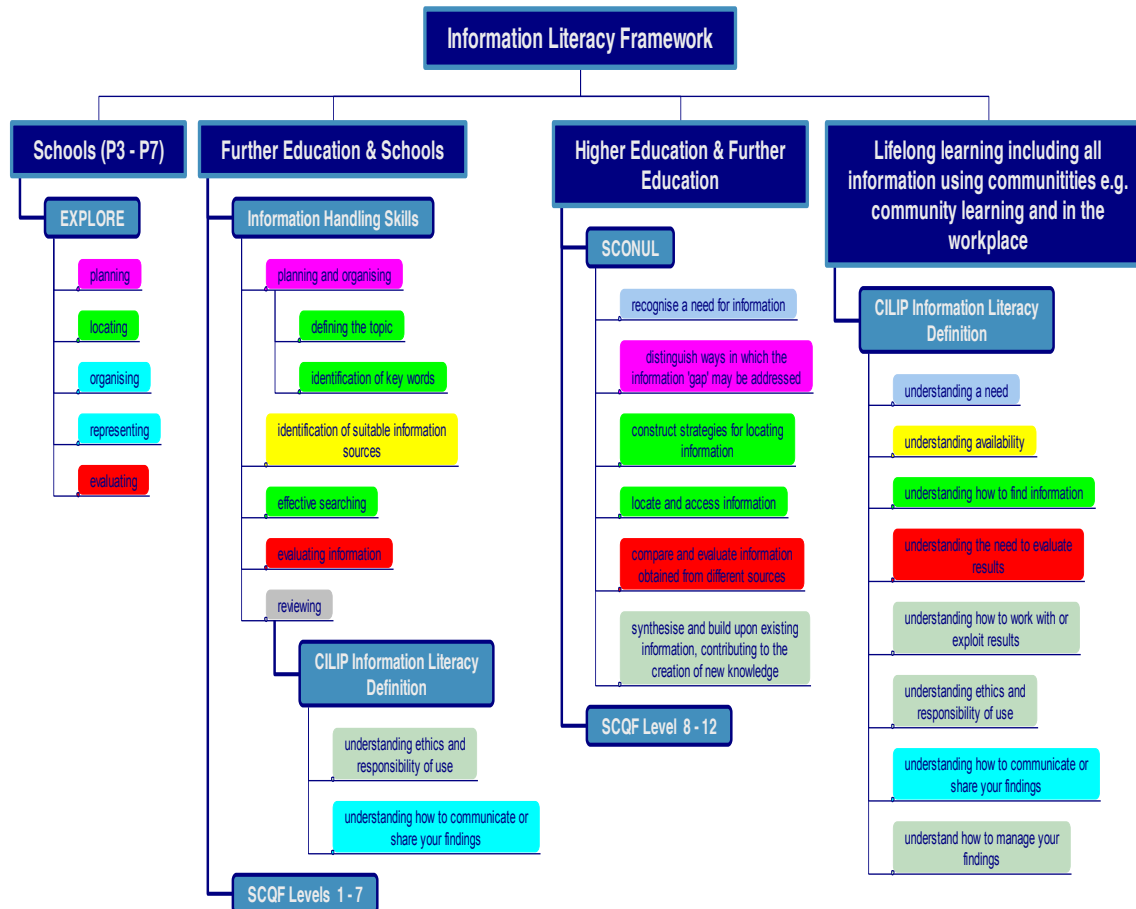 Information Literacy Framework
Schools (P3 - P7)
EXPLORE
planning
locating
organising
representing
evaluating
Further Education & Schools
Information Handling Skills
planning and organising
defining the topic
identification of key words
identification of suitable information
sources
effective searching
evaluating information
reviewing
CILIP Information Literacy
Definition
understanding ethics and
responsibility of use
understanding how to communicate or
share your findings
SCQF Levels 1 - 7
Higher Education & Further
Education
SCONUL
recognise a need for information
distinguish ways in which the
information 'gap' may be addressed
construct strategies for locating
information
locate and access information
compare and evaluate information
obtained from different sources
synthesise and build upon existing
information, contributing to the
creation of new knowledge
SCQF Level 8 - 12
Lifelong learning including all
information using communitities e.g.
community learning and in the
workplace
CILIP Information Literacy
Definition
understanding a need
understanding availability
understanding how to find information
understanding the need to evaluate
results
understanding how to work with or
exploit results
understanding ethics and
responsibility of use
understanding how to communicate or
share your findings
understand how to manage your
findings